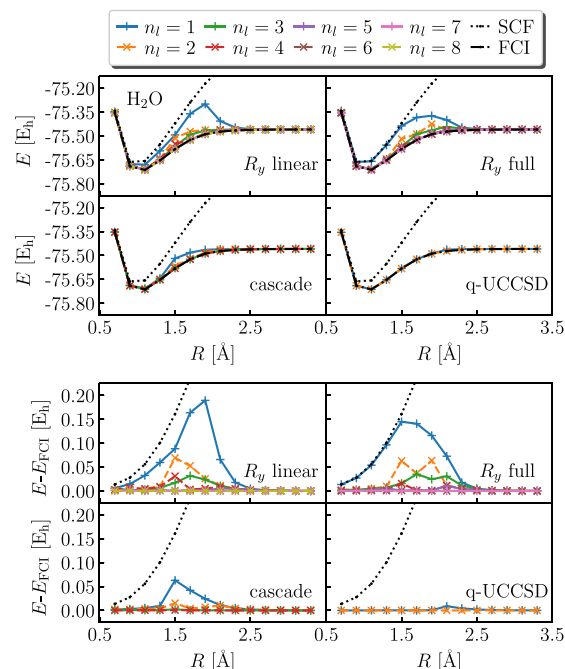 n_l = 1 n_l = 3 n_l = 5 n_l = 7 SCF
n_l = 2 n_l = 4 n_l = 6 n_l = 8 FCI
H₂O
-75.20
-75.35
-75.50
-75.65
-75.80
E [E_h]
R_y linear
R_y full
-75.20
-75.35
-75.50
-75.65
-75.80
E [E_h]
cascade
q-UCCSD
0.5 1.5 2.5 0.5 1.5 2.5 3.5
R [Å] R [Å]
0.20
0.15
0.10
0.05
0.00
E-E_FCI [E_h]
R_y linear
R_y full
0.20
0.15
0.10
0.05
0.00
E-E_FCI [E_h]
cascade
q-UCCSD
0.5 1.5 2.5 0.5 1.5 2.5 3.5
R [Å] R [Å]